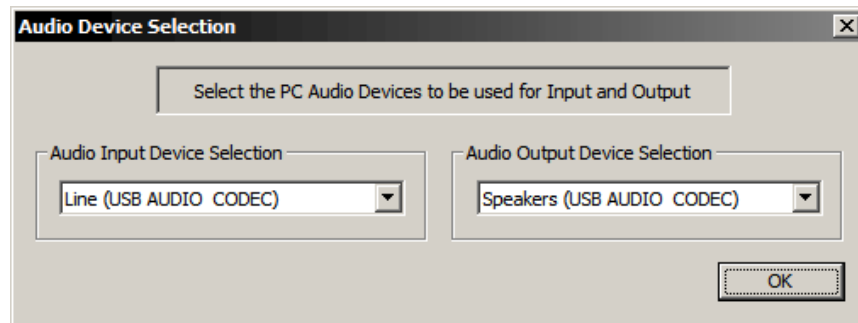 Audio Device Selection
Select the PC Audio Devices to be used for Input and Output
Audio Input Device Selection
Audio Output Device Selection
Line (USB AUDIO  CODEC)
Speakers (USB AUDIO  CODEC)
OK